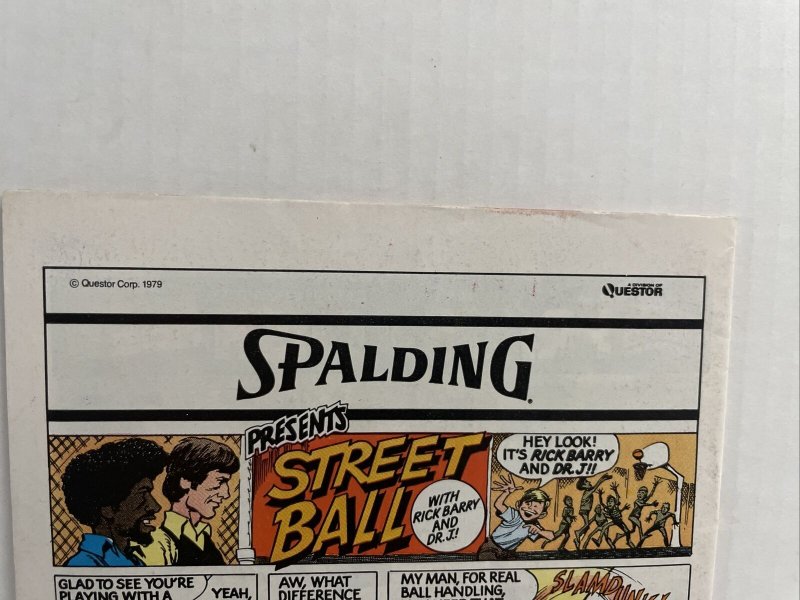 © Questor Corp. 1979
A DIVISION OF
QUESTOR
SPALDING®
PRESENTS
STREET
BALL
WITH
RICK BARRY
AND
DR. J!
HEY LOOK!
IT'S RICK BARRY
AND DR. J!!
GLAD TO SEE YOU'RE
PLAYING WITH A
YEAH,
AW, WHAT
DIFFERENCE
MY MAN, FOR REAL
BALL HANDLING,